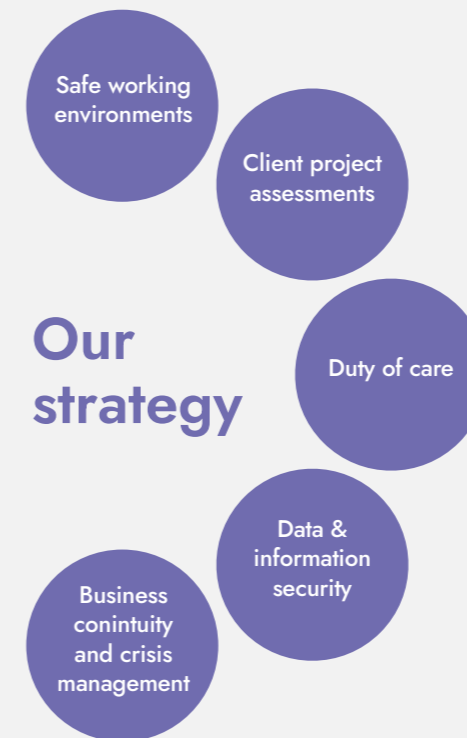 Safe working
environments
Client project
assessments
Our
strategy
Duty of care
Data &
information
security
Business
conintuity
and crisis
management